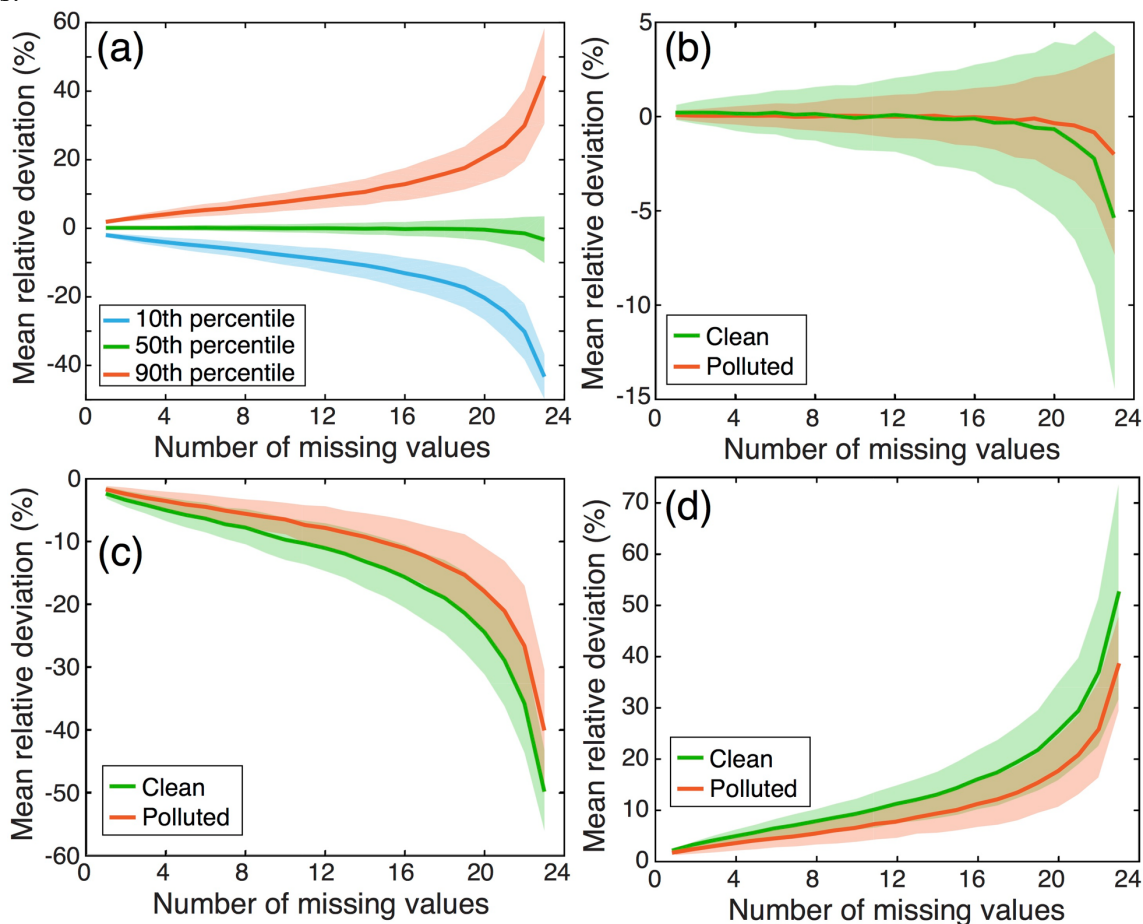 (a)
Mean relative deviation (%)
60
40
20
0
-20
-40
10th percentile
50th percentile
90th percentile
0 4 8 12 16 20 24
Number of missing values
(b)
Mean relative deviation (%)
5
0
-5
-10
-15
Clean
Polluted
0 4 8 12 16 20 24
Number of missing values
(c)
Mean relative deviation (%)
0
-10
-20
-30
-40
-50
-60
Clean
Polluted
0 4 8 12 16 20 24
Number of missing values
(d)
Mean relative deviation (%)
70
60
50
40
30
20
10
0
Clean
Polluted
0 4 8 12 16 20 24
Number of missing values